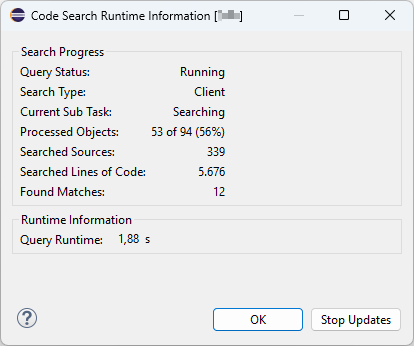 Code Search Runtime Information [
Search Progress
Query Status: Running
Search Type: Client
Current Sub Task: Searching
Processed Objects: 53 of 94 (56%)
Searched Sources: 339
Searched Lines of Code: 5.676
Found Matches: 12
Runtime Information
Query Runtime: 1,88 s
? OK Stop Updates